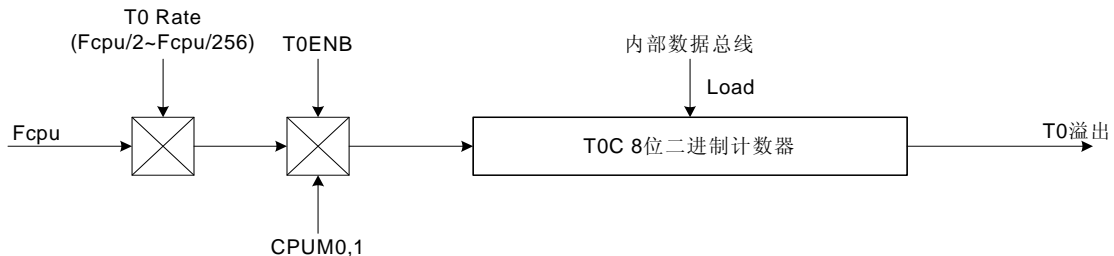 T0 Rate
(Fcpu/2~Fcpu/256)
T0ENB
内部数据总线
Load
Fcpu
T0C 8位二进制计数器
T0溢出
CPUM0,1